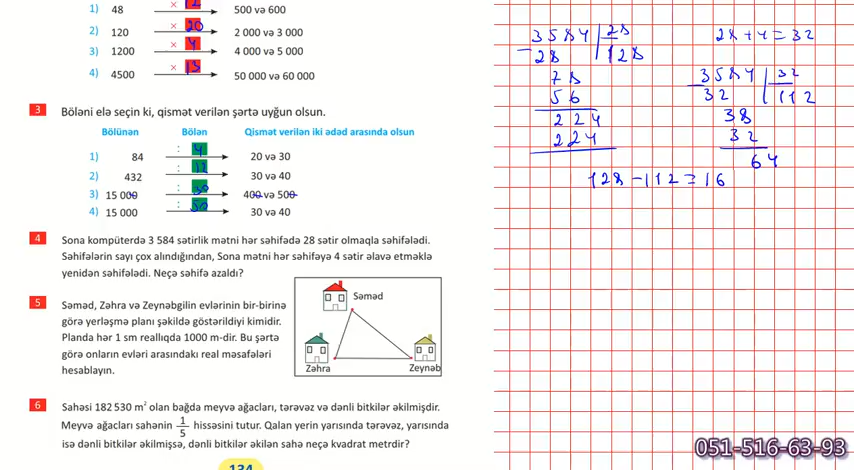 1) 48 × 12 500 və 600
2) 120 × 20 2 000 və 3 000
3) 1200 × 4 4 000 və 5 000
4) 4500 × 13 50 000 və 60 000
3 Böləni elə seçin ki, qismət verilən şərtə uyğun olsun.
Bölünən Bölən Qismət verilən iki ədəd arasında olsun
1) 84 : 4 20 və 30
2) 432 : 12 30 və 40
3) 15 000 : 30 400 və 500
4) 15 000 : 50 30 və 40
4 Sona kompüterdə 3 584 sətirlik mətni hər səhifədə 28 sətir olmaqla səhifələdi.
Səhifələrin sayı çox alındığından, Sona mətni hər səhifəyə 4 sətir əlavə etməklə
yenidən səhifələdi. Neçə səhifə azaldı?
5 Səməd, Zəhra və Zeynəbgilin evlərinin bir-birinə
görə yerləşmə planı şəkildə göstərildiyi kimidir.
Planda hər 1 sm reallıqda 1000 m-dir. Bu şərtə
görə onların evləri arasındakı real məsafələri
hesablayın.
Səməd
Zəhra Zeynəb
6 Sahəsi 182 530 m² olan bağda meyvə ağacları, tərəvəz və dənli bitkilər əkilmişdir.
Meyvə ağacları sahənin 1/5 hissəsini tutur. Qalan yerin yarısında tərəvəz, yarısında
isə dənli bitkilər əkilmişsə, dənli bitkilər əkilən sahə neçə kvadrat metrdir?
134
3584 28
- 28 128
78
56
224
224
28+4=32
3584 32
- 32 112
38
32
64
128-112=16
051-516-63-93